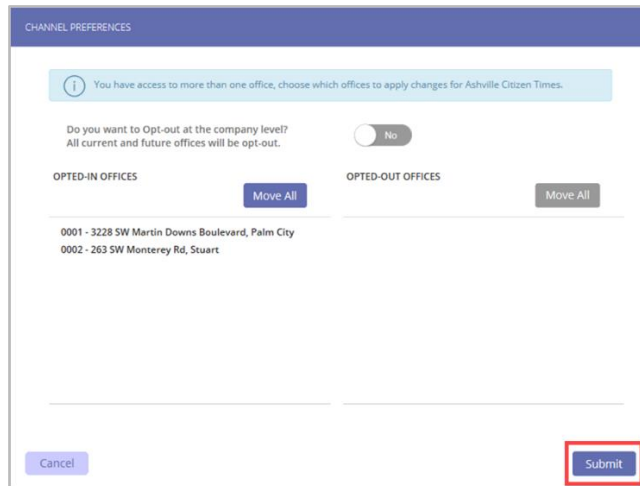 CHANNEL PREFERENCES
You have access to more than one office, choose which offices to apply changes for Ashville Citizen Times.
Do you want to Opt-out at the company level?
All current and future offices will be opt-out.
No
OPTED-IN OFFICES
Move All
OPTED-OUT OFFICES
Move All
0001 - 3228 SW Martin Downs Boulevard, Palm City
0002 - 263 SW Monterey Rd, Stuart
Cancel
Submit